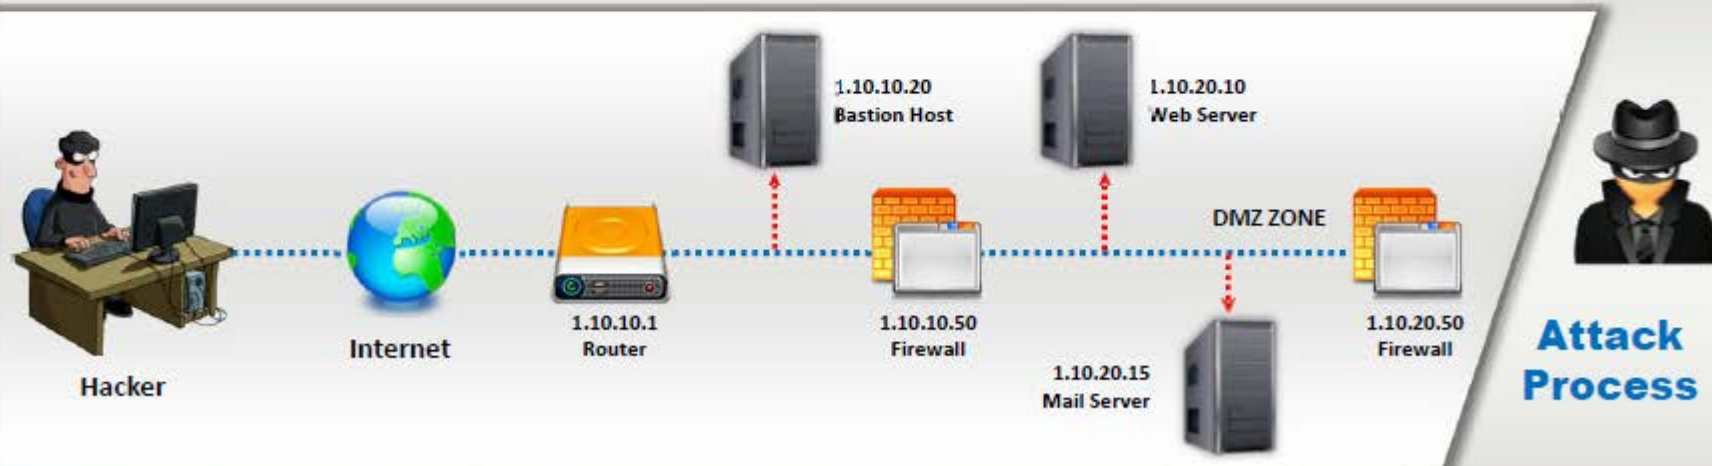 1.10.10.20
Bastion Host
1.10.20.10
Web Server
DMZ ZONE
Hacker
Internet
1.10.10.1
Router
1.10.10.50
Firewall
1.10.20.15
Mail Server
1.10.20.50
Firewall
Attack
Process